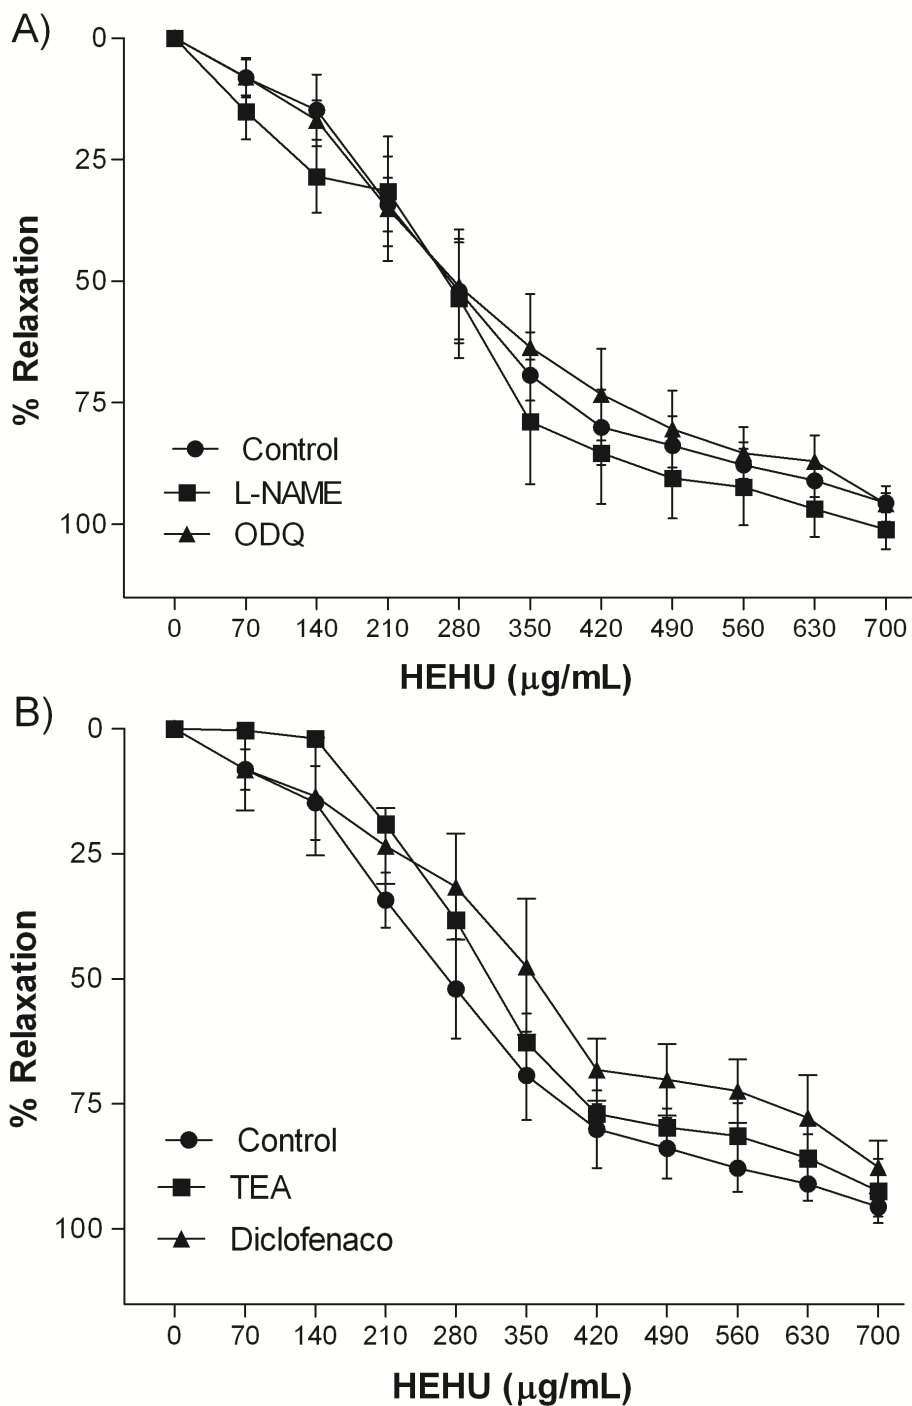 A)
0
25
50
75
100
% Relaxation
Control
L-NAME
ODQ
0 70 140 210 280 350 420 490 560 630 700
HEHU (μg/mL)
B)
0
25
50
75
100
% Relaxation
Control
TEA
Diclofenaco
0 70 140 210 280 350 420 490 560 630 700
HEHU (μg/mL)